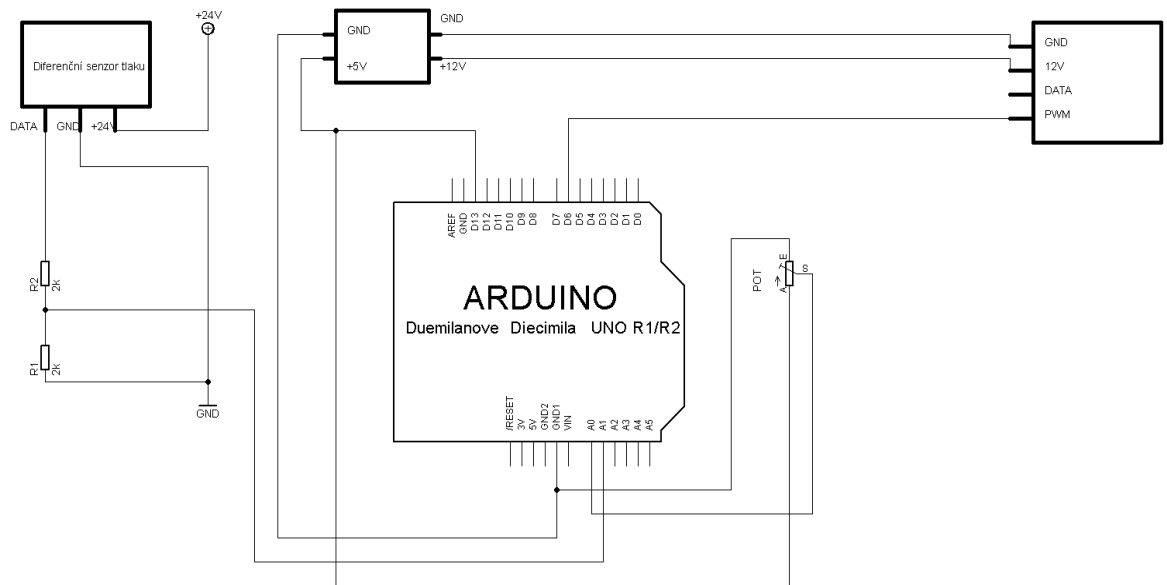 +24V
Diferenční senzor tlaku
DATA
GND
+24V
GND
+5V
GND
+12V
GND
12V
DATA
PWM
AREF
GND
D13
D12
D11
D10
D9
D8
D7
D6
D5
D4
D3
D2
D1
D0
ARDUINO
Duemilanove Diecimila UNO R1/R2
/RESET
3V
5V
GND2
GND1
VIN
A0
A1
A2
A3
A4
A5
R2
2k
R1
2k
GND
POT
E
S
A